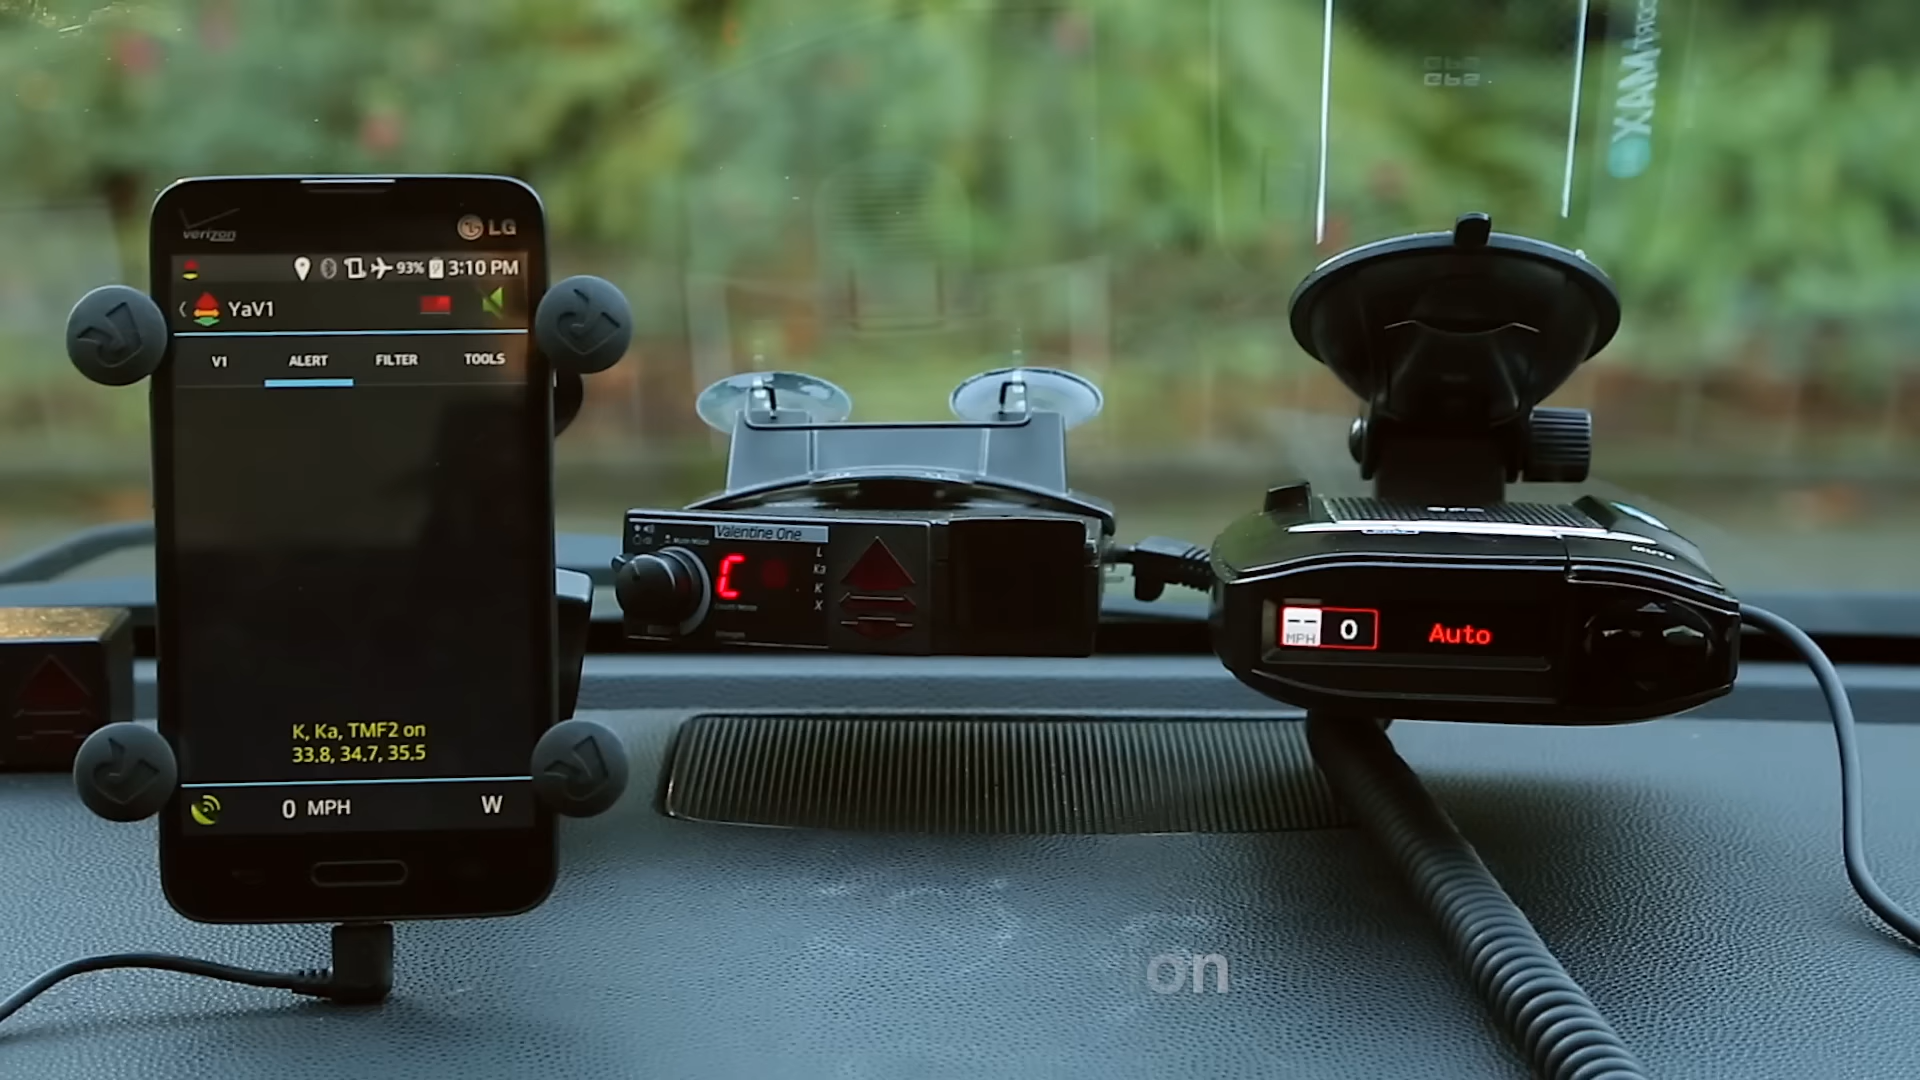 verizon
LG
93% 3:10 PM
YaV1
V1 ALERT FILTER TOOLS
K, Ka, TMF2 on
33.8, 34.7, 35.5
0 MPH W
Valentine One
L
Ka
K
X
C
MPH 0 Auto
MUTE
on